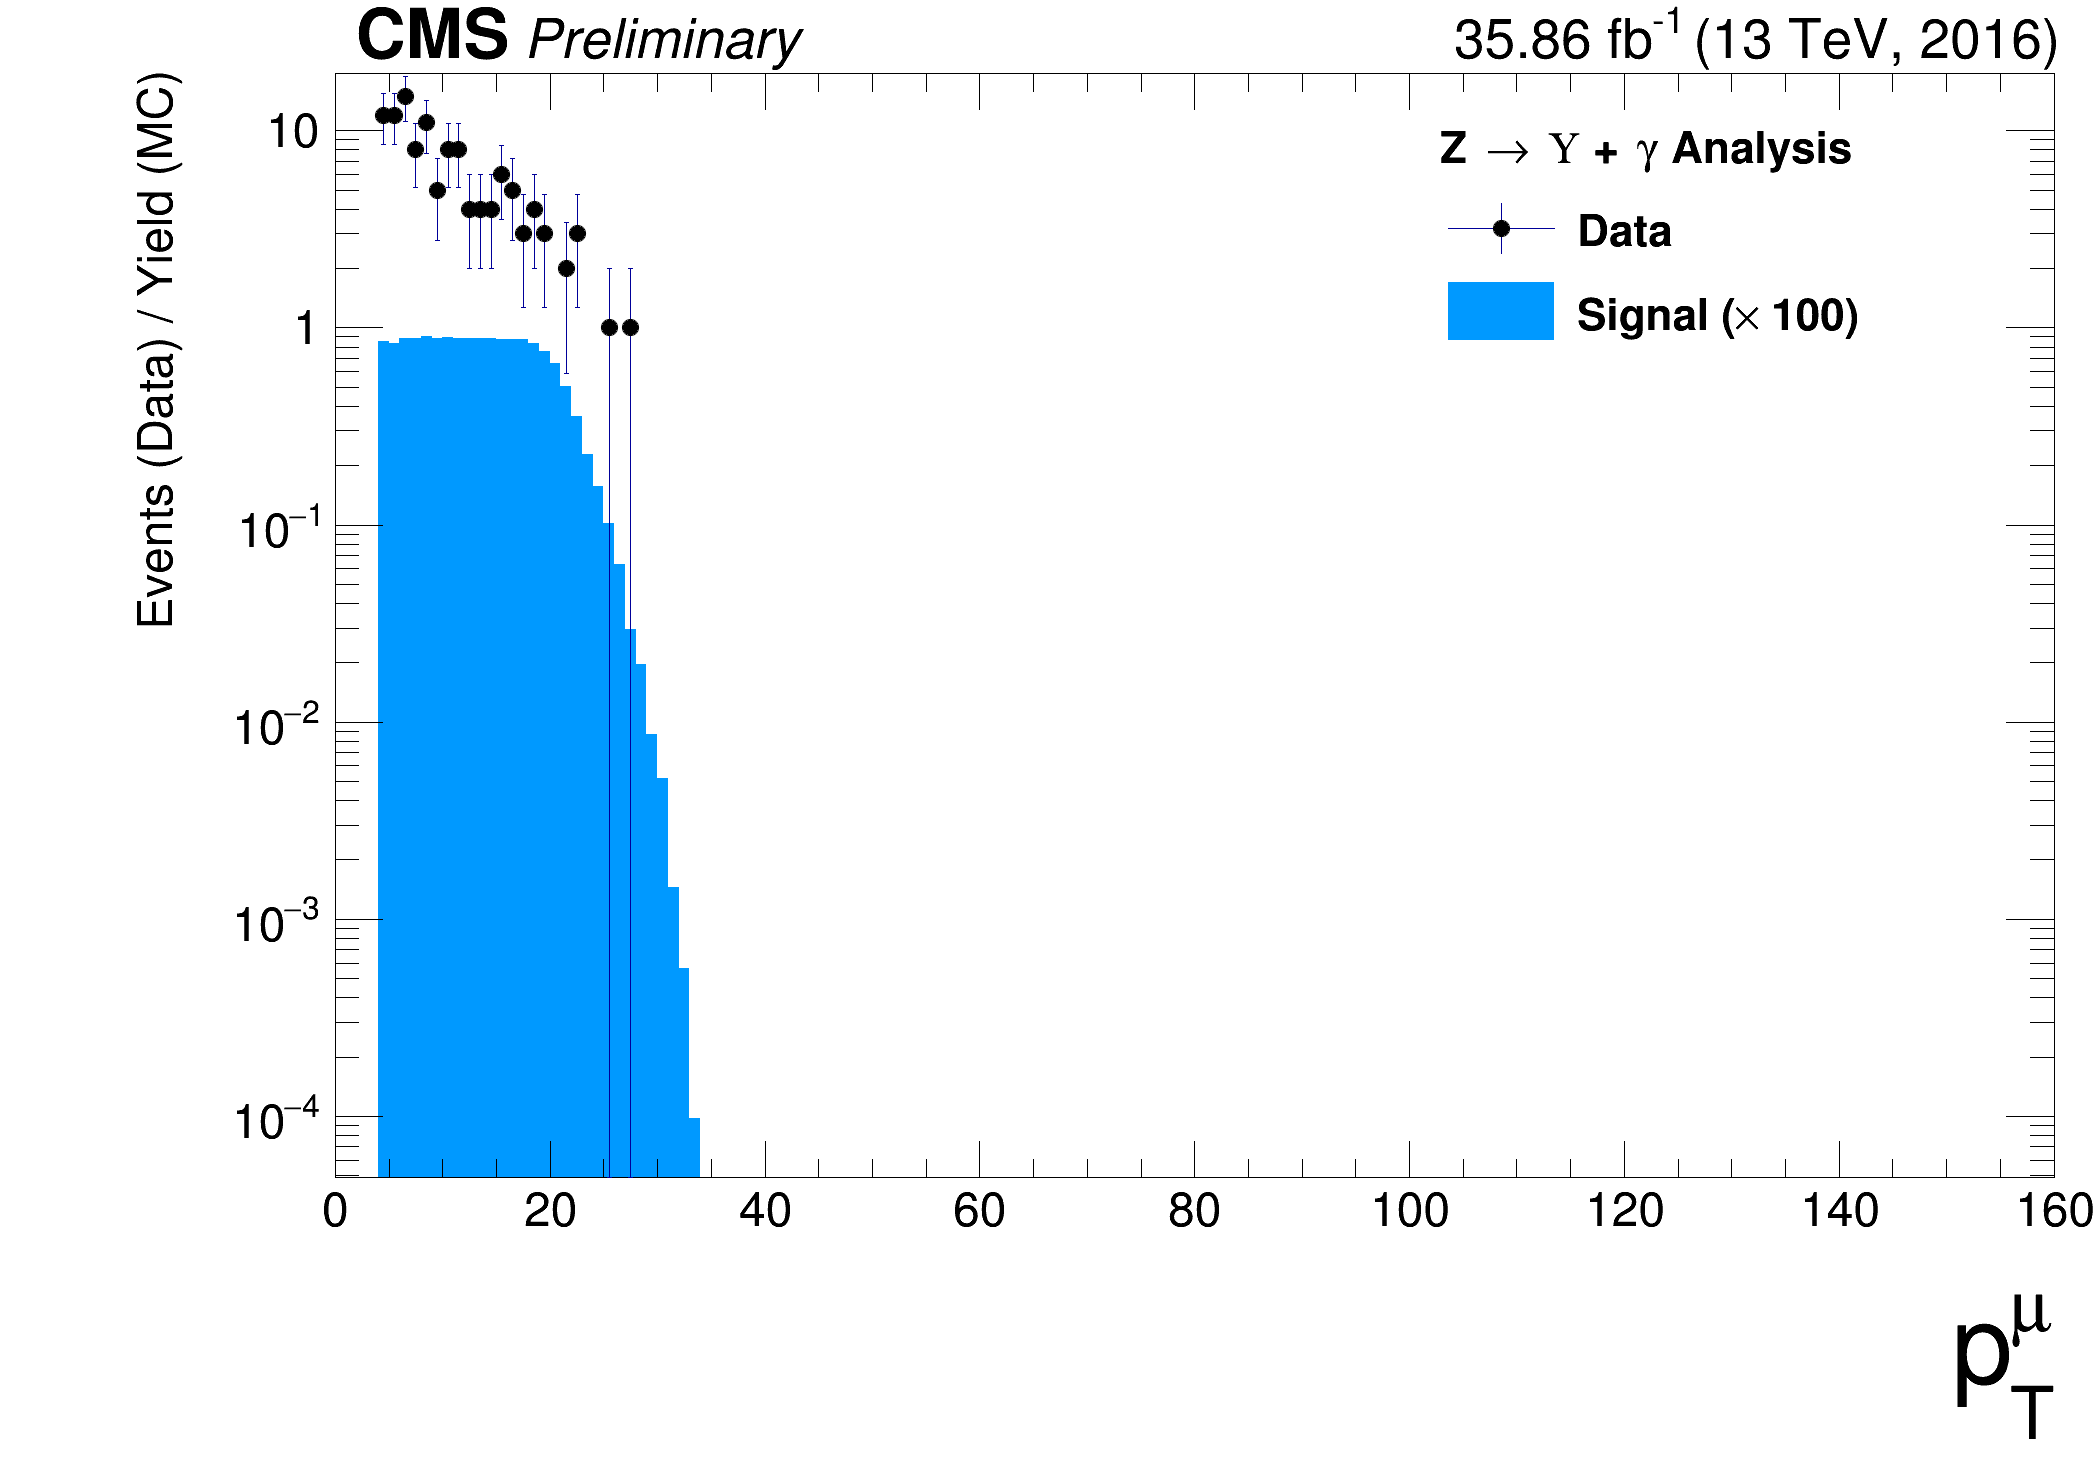 CMS Preliminary 35.86 fb⁻¹ (13 TeV, 2016)
Events (Data) / Yield (MC)
Z → Υ + γ Analysis
Data
Signal (× 100)
10
1
10⁻¹
10⁻²
10⁻³
10⁻⁴
0 20 40 60 80 100 120 140 160
p_T^μ